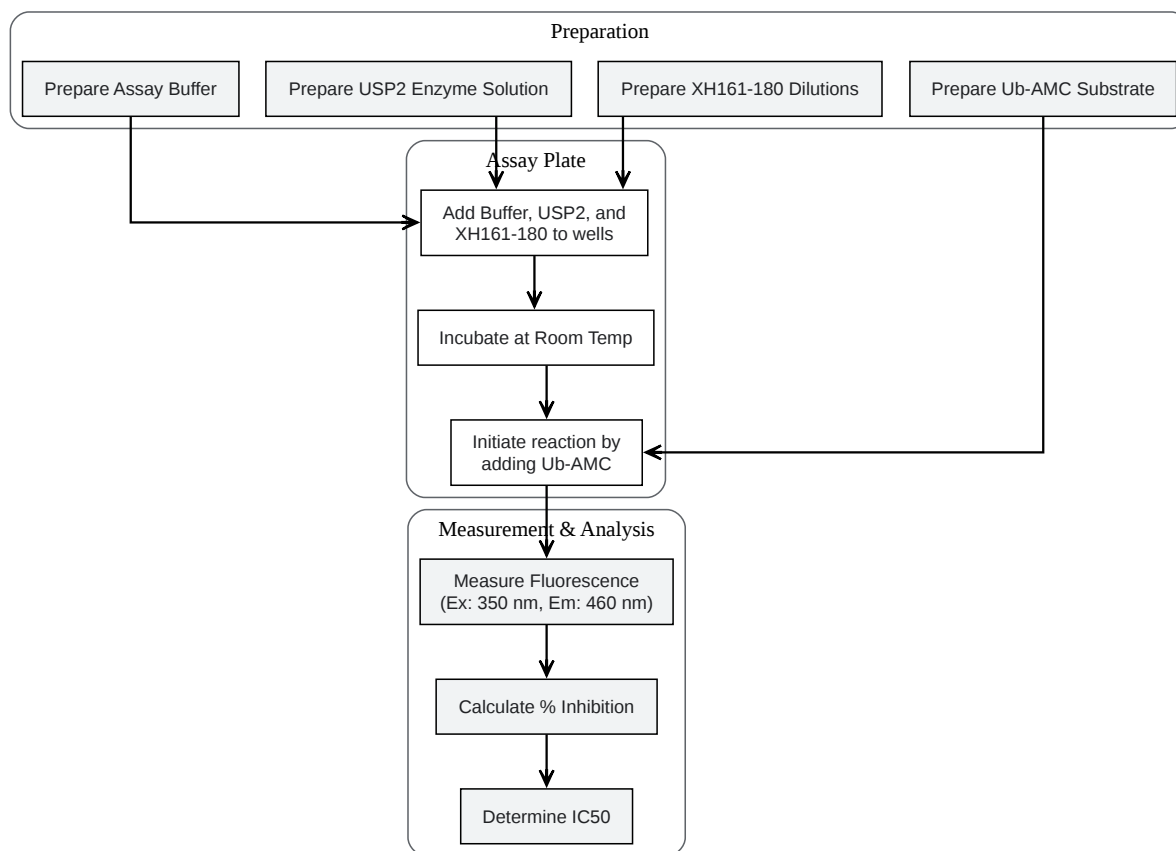 Preparation
Prepare Assay Buffer
Prepare USP2 Enzyme Solution
Prepare XH161-180 Dilutions
Prepare Ub-AMC Substrate
Assay Plate
Add Buffer, USP2, and
XH161-180 to wells
Incubate at Room Temp
Initiate reaction by
adding Ub-AMC
Measurement & Analysis
Measure Fluorescence
(Ex: 350 nm, Em: 460 nm)
Calculate % Inhibition
Determine IC50